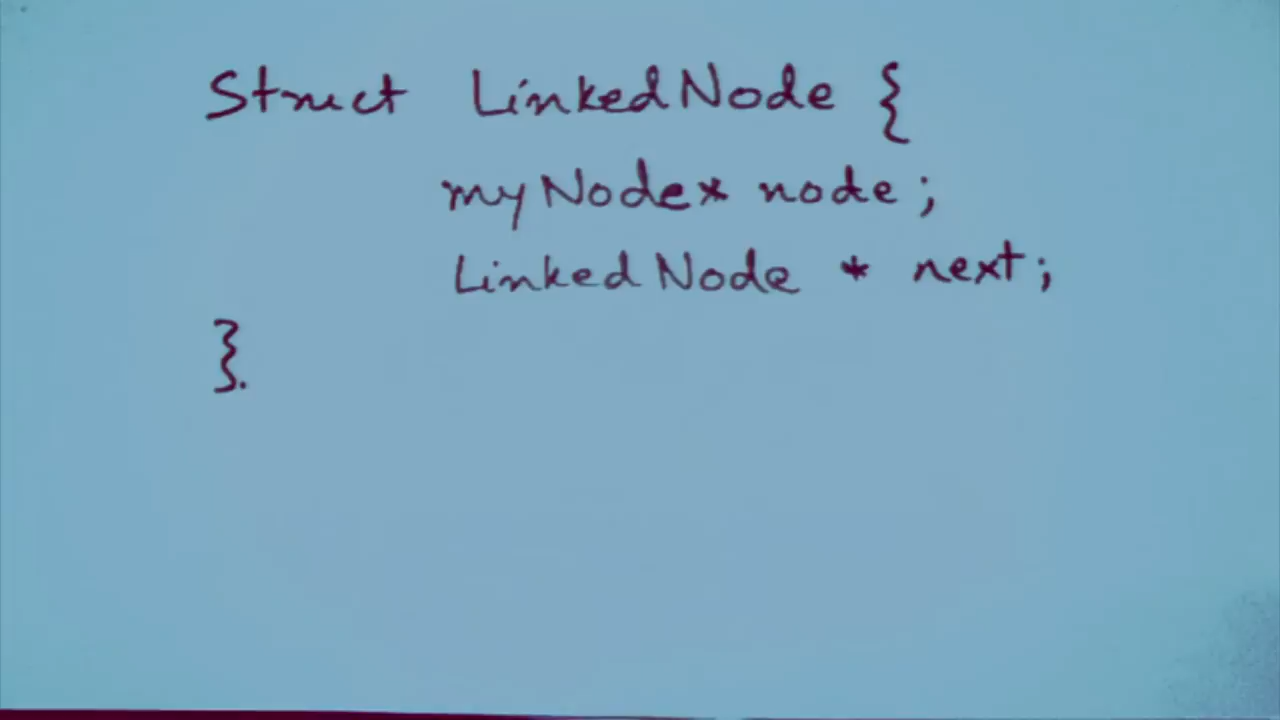 Struct LinkedNode {
myNode* node;
LinkedNode * next;
}.